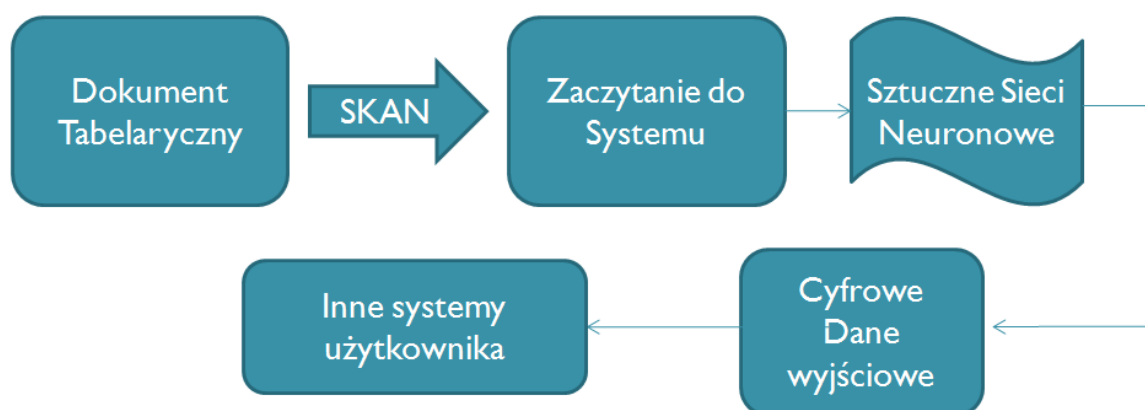 Dokument
Tabelaryczny
SKAN
Zaczytanie do
Systemu
Sztuczne Sieci
Neuronowe
Inne systemy
użytkownika
Cyfrowe
Dane
wyjściowe